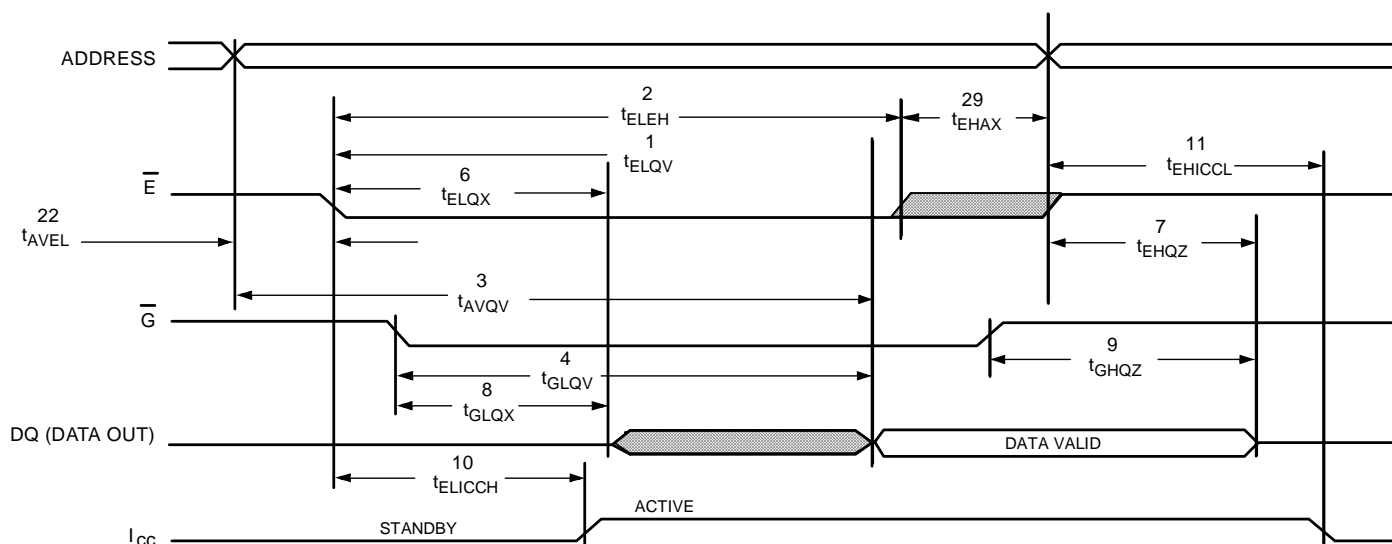 ADDRESS
2
tELEH
29
tEHAX
1
tELQV
11
tEHICCL
6
tELQX
E
22
tAVEL
7
tEHQZ
3
tAVQV
G
9
tGHQZ
4
tGLQV
8
tGLQX
DQ (DATA OUT)
DATA VALID
10
tELICCH
ACTIVE
STANDBY
ICC